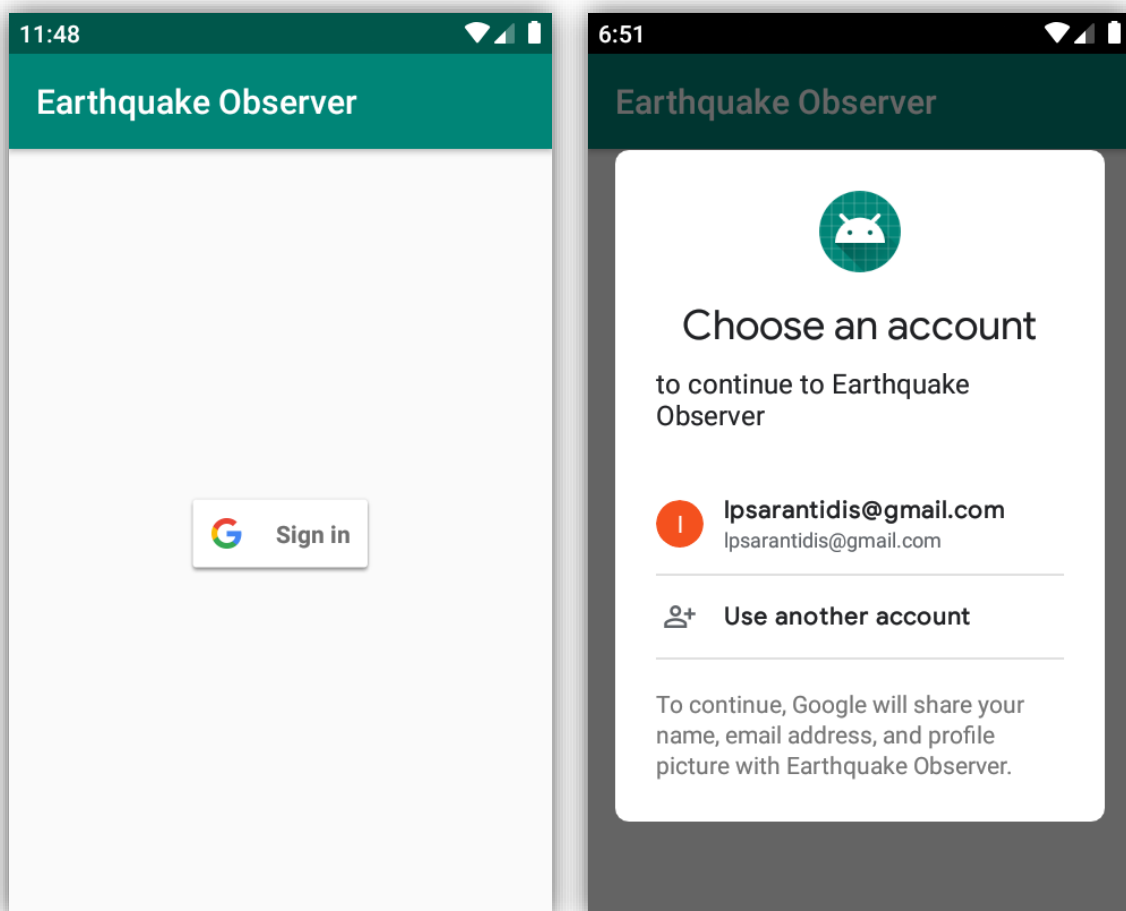 11:48
Earthquake Observer
Sign in
6:51
Earthquake Observer
Choose an account
to continue to Earthquake
Observer
lpsarantidis@gmail.com
lpsarantidis@gmail.com
Use another account
To continue, Google will share your
name, email address, and profile
picture with Earthquake Observer.